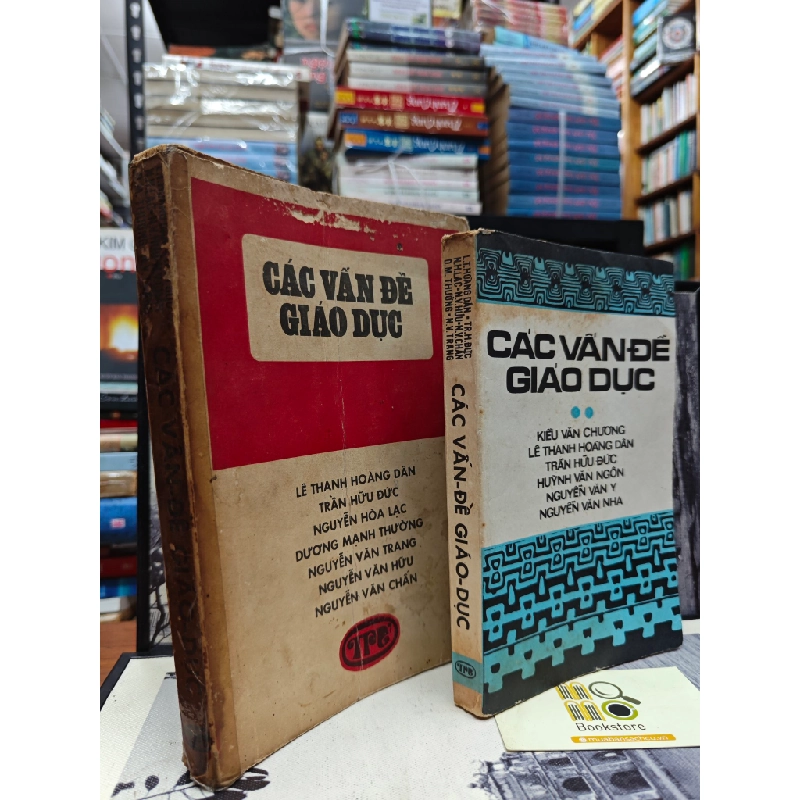 CÁC VẤN ĐỀ
GIÁO DỤC
LÊ THANH HOÀNG DÂN
TRẦN HỮU ĐỨC
NGUYỄN HÒA LẠC
DƯƠNG MẠNH THƯỜNG
NGUYỄN VĂN TRANG
NGUYỄN VĂN HỮU
NGUYỄN VĂN CHẨN
CÁC VẤN-ĐỀ GIÁO-DỤC
CÁC VẤN-ĐỀ
GIÁO DỤC
KIỀU VĂN CHƯƠNG
LÊ THANH HOÀNG DÂN
TRẦN HỮU ĐỨC
HUỲNH VĂN NGÔN
NGUYỄN VĂN Y
NGUYỄN VĂN NHA
KIM
Bookstore